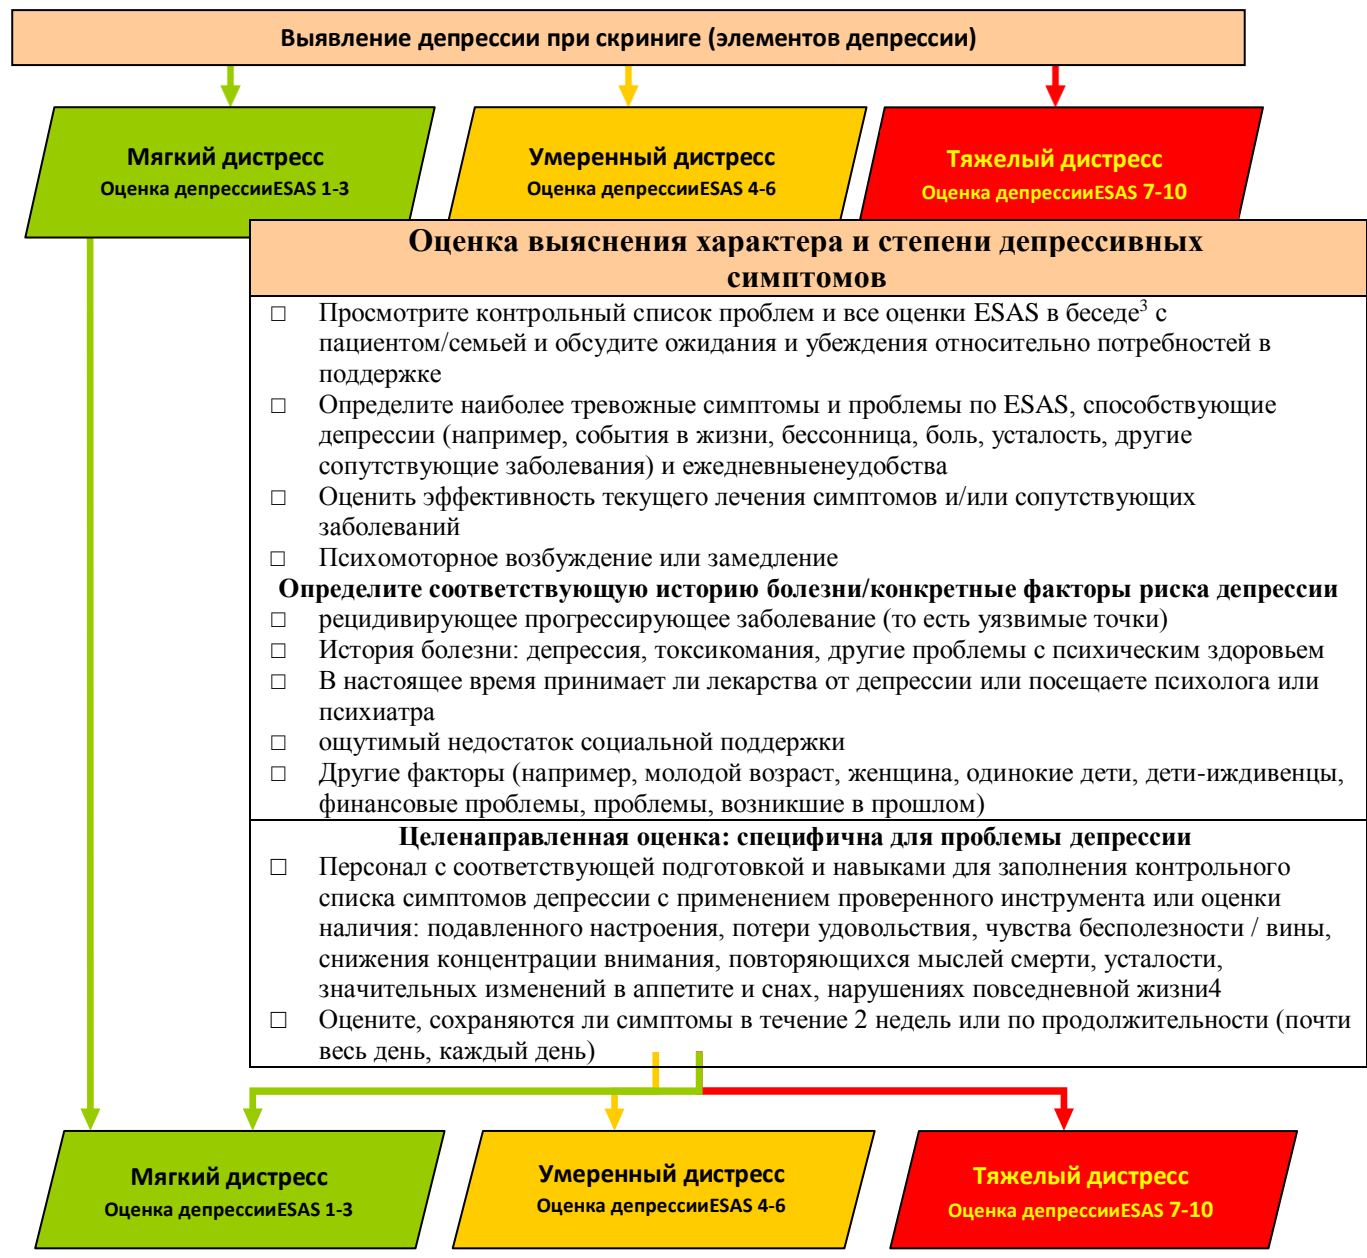 Выявление депрессии при скрининге (элементов депрессии)
Мягкий дистресс
Оценка депрессииESAS 1-3
Умеренный дистресс
Оценка депрессииESAS 4-6
Тяжелый дистресс
Оценка депрессииESAS 7-10
Оценка выяснения характера и степени депрессивных
симптомов
□ Просмотрите контрольный список проблем и все оценки ESAS в беседе³ с
пациентом/семьей и обсудите ожидания и убеждения относительно потребностей в
поддержке
□ Определите наиболее тревожные симптомы и проблемы по ESAS, способствующие
депрессии (например, события в жизни, бессонница, боль, усталость, другие
сопутствующие заболевания) и ежедневныенеудобства
□ Оценить эффективность текущего лечения симптомов и/или сопутствующих
заболеваний
□ Психомоторное возбуждение или замедление
Определите соответствующую историю болезни/конкретные факторы риска депрессии
□ рецидивирующее прогрессирующее заболевание (то есть уязвимые точки)
□ История болезни: депрессия, токсикомания, другие проблемы с психическим здоровьем
□ В настоящее время принимает ли лекарства от депрессии или посещаете психолога или
психиатра
□ ощутимый недостаток социальной поддержки
□ Другие факторы (например, молодой возраст, женщина, одинокие дети, дети-иждивенцы,
финансовые проблемы, проблемы, возникшие в прошлом)
Целенаправленная оценка: специфична для проблемы депрессии
□ Персонал с соответствующей подготовкой и навыками для заполнения контрольного
списка симптомов депрессии с применением проверенного инструмента или оценки
наличия: подавленного настроения, потери удовольствия, чувства бесполезности / вины,
снижения концентрации внимания, повторяющихся мыслей смерти, усталости,
значительных изменений в аппетите и снах, нарушениях повседневной жизни4
□ Оцените, сохраняются ли симптомы в течение 2 недель или по продолжительности (почти
весь день, каждый день)
Мягкий дистресс
Оценка депрессииESAS 1-3
Умеренный дистресс
Оценка депрессииESAS 4-6
Тяжелый дистресс
Оценка депрессииESAS 7-10